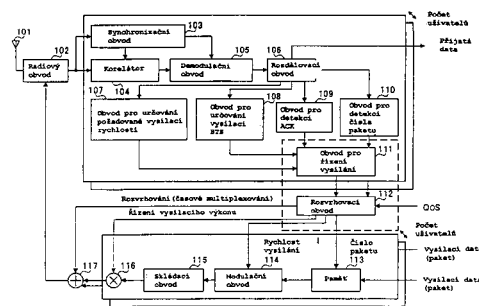 101
102
Radiový
obvod
Synchronizační
obvod
103
Korelátor
104
Demodulační
obvod
105
106
Rozdělovací
obvod
Počet
uživatelů
Přijatá
data
107
Obvod pro určování
požadované vysílací
rychlosti
108
Obvod pro
určování
vysílací
BTS
109
Obvod pro
detekci
ACK
110
Obvod pro
detekci
čísla
paketu
111
Obvod pro
řízení
vysílání
Rozvrhování (časové multiplexování)
112
Rozvrhovací
obvod
QOS
Řízení vysílacího výkonu
Počet
uživatelů
Rychlost
vysílání
Číslo
paketu
Vysílací data
(paket)
117
116
115
Skládací
obvod
114
Modulační
obvod
113
Paměť
Vysílací data
(paket)